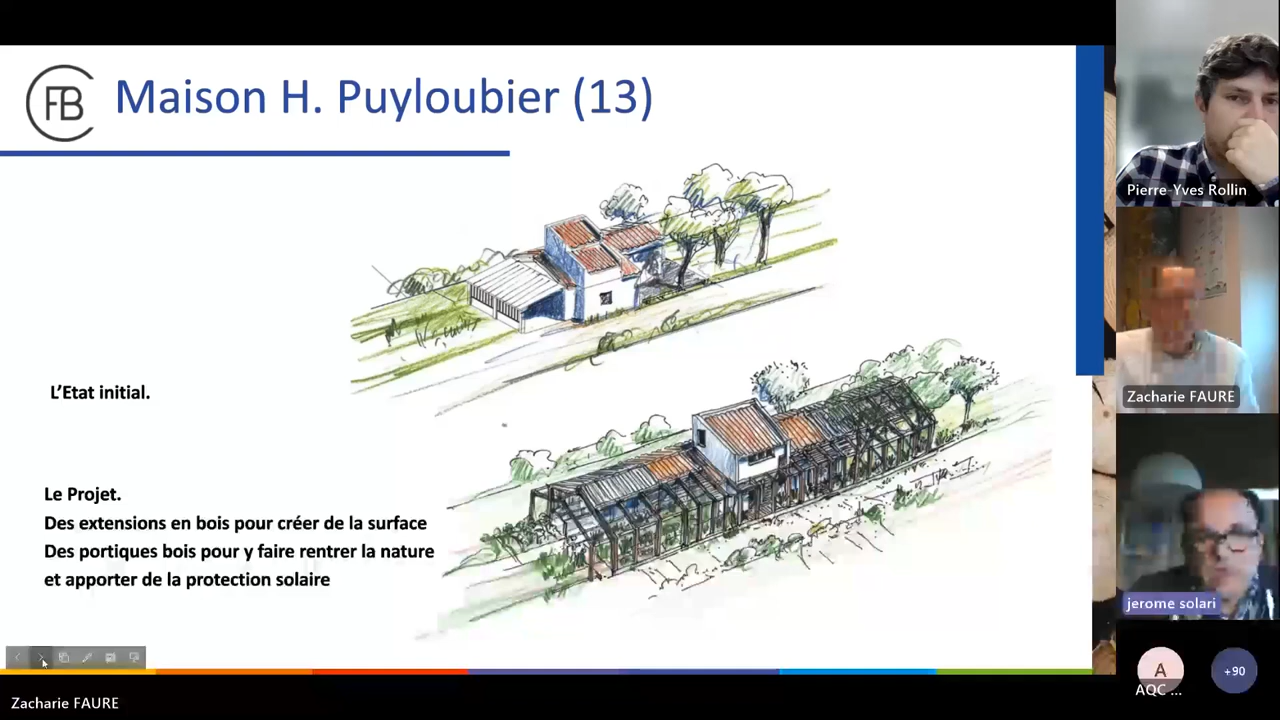 FB
Maison H. Puyloubier (13)
L'Etat initial.
Le Projet.
Des extensions en bois pour créer de la surface
Des portiques bois pour y faire rentrer la nature
et apporter de la protection solaire
Pierre-Yves Rollin
Zacharie FAURE
jerome solari
A
AQC ...
+90
Zacharie FAURE